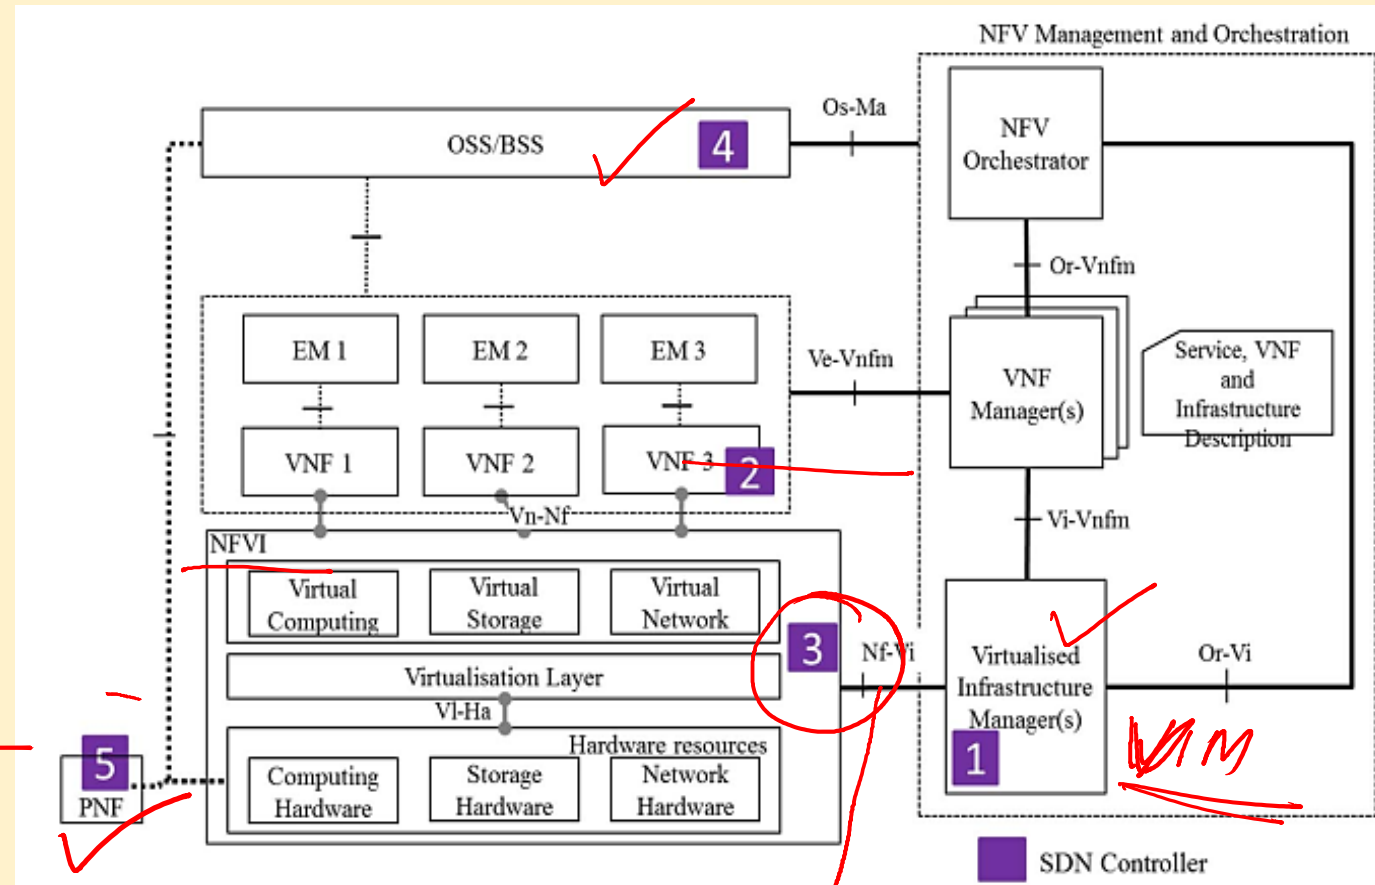 NFV Management and Orchestration
Os-Ma
NFV
Orchestrator
OSS/BSS
4
Or-Vnfm
EM 1
EM 2
EM 3
Ve-Vnfm
VNF
Manager(s)
Service, VNF
and
Infrastructure
Description
VNF 1
VNF 2
VNF 3
2
Vn-Nf
Vi-Vnfm
NFVI
Virtual
Computing
Virtual
Storage
Virtual
Network
3
Nf-Vi
Virtualised
Infrastructure
Manager(s)
1
Or-Vi
Virtualisation Layer
Vl-Ha
Hardware resources
Computing
Hardware
Storage
Hardware
Network
Hardware
VIM
5
PNF
SDN Controller